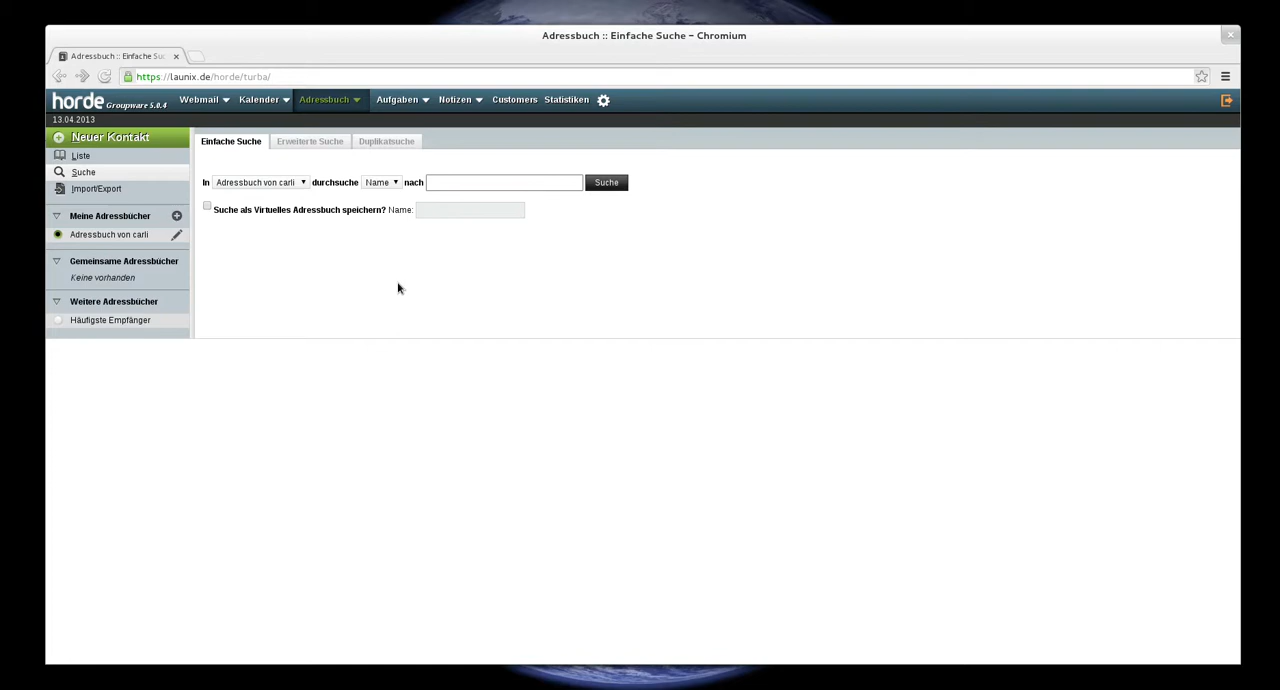 Adressbuch :: Einfache Suche - Chromium
Adressbuch :: Einfache Suc
https://launix.de/horde/turba/
horde Groupware 5.0.4 Webmail Kalender Adressbuch Aufgaben Notizen Customers Statistiken
13.04.2013
Neuer Kontakt
Liste
Suche
Import/Export
Meine Adressbücher
Adressbuch von carli
Gemeinsame Adressbücher
Keine vorhanden
Weitere Adressbücher
Häufigste Empfänger
Einfache Suche Erweiterte Suche Duplikatsuche
In Adressbuch von carli durchsuche Name nach Suche
Suche als Virtuelles Adressbuch speichern? Name: